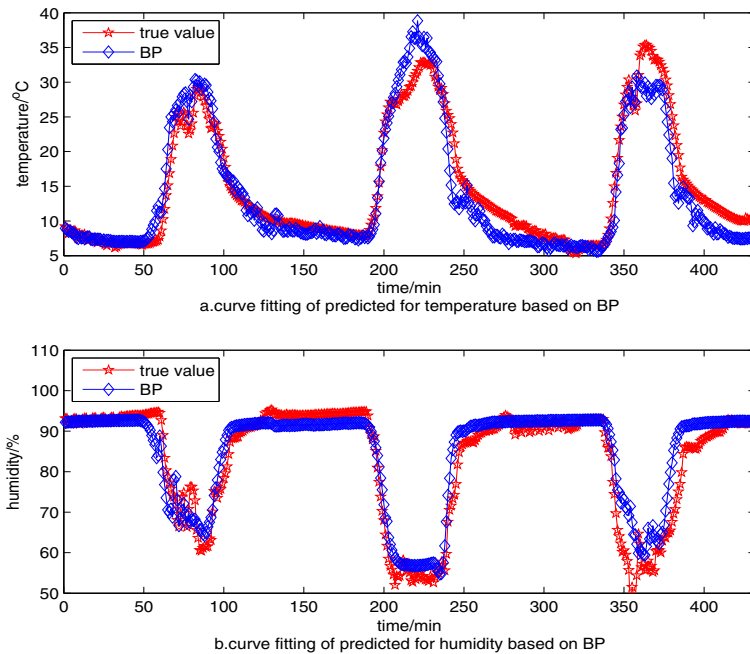 40
35
30
25
20
15
10
5
temperature/⁰C
true value
BP
0 50 100 150 200 250 300 350 400
time/min
a.curve fitting of predicted for temperature based on BP
110
100
90
80
70
60
50
humidity/%
true value
BP
0 50 100 150 200 250 300 350 400
time/min
b.curve fitting of predicted for humidity based on BP